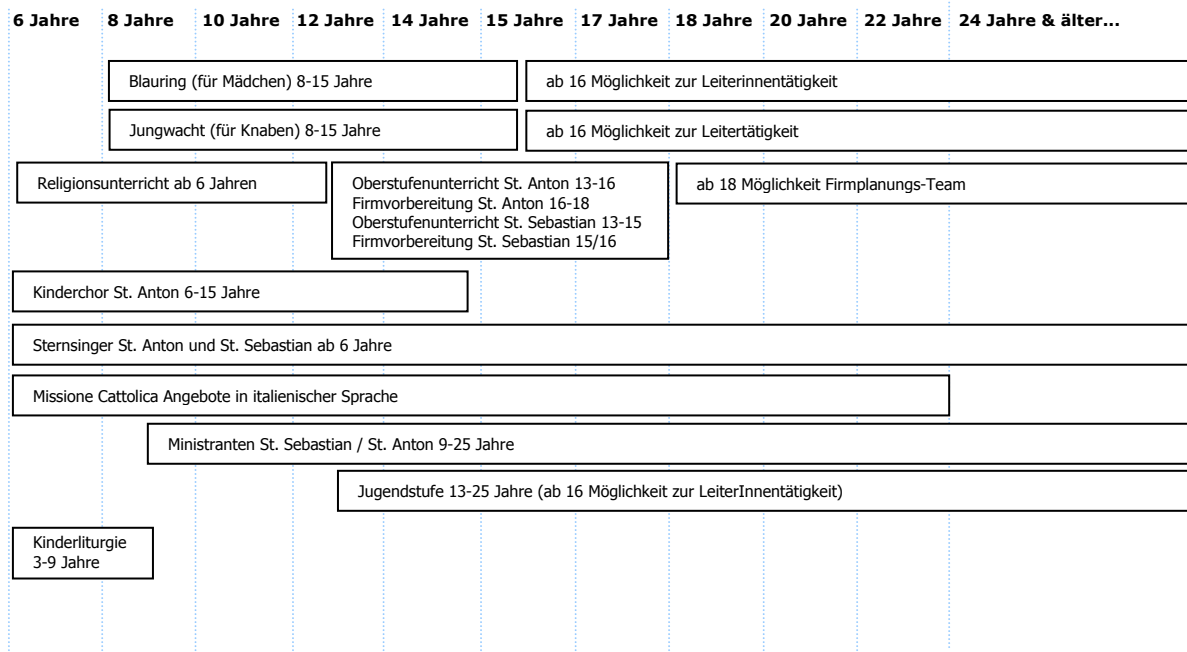 6 Jahre 8 Jahre 10 Jahre 12 Jahre 14 Jahre 15 Jahre 17 Jahre 18 Jahre 20 Jahre 22 Jahre 24 Jahre & älter...
Blauring (für Mädchen) 8-15 Jahre ab 16 Möglichkeit zur Leiterinnentätigkeit
Jungwacht (für Knaben) 8-15 Jahre ab 16 Möglichkeit zur Leitertätigkeit
Religionsunterricht ab 6 Jahren
Oberstufenunterricht St. Anton 13-16
Firmvorbereitung St. Anton 16-18
Oberstufenunterricht St. Sebastian 13-15
Firmvorbereitung St. Sebastian 15/16
ab 18 Möglichkeit Firmplanungs-Team
Kinderchor St. Anton 6-15 Jahre
Sternsinger St. Anton und St. Sebastian ab 6 Jahre
Missione Cattolica Angebote in italienischer Sprache
Ministranten St. Sebastian / St. Anton 9-25 Jahre
Jugendstufe 13-25 Jahre (ab 16 Möglichkeit zur LeiterInnentätigkeit)
Kinderliturgie
3-9 Jahre